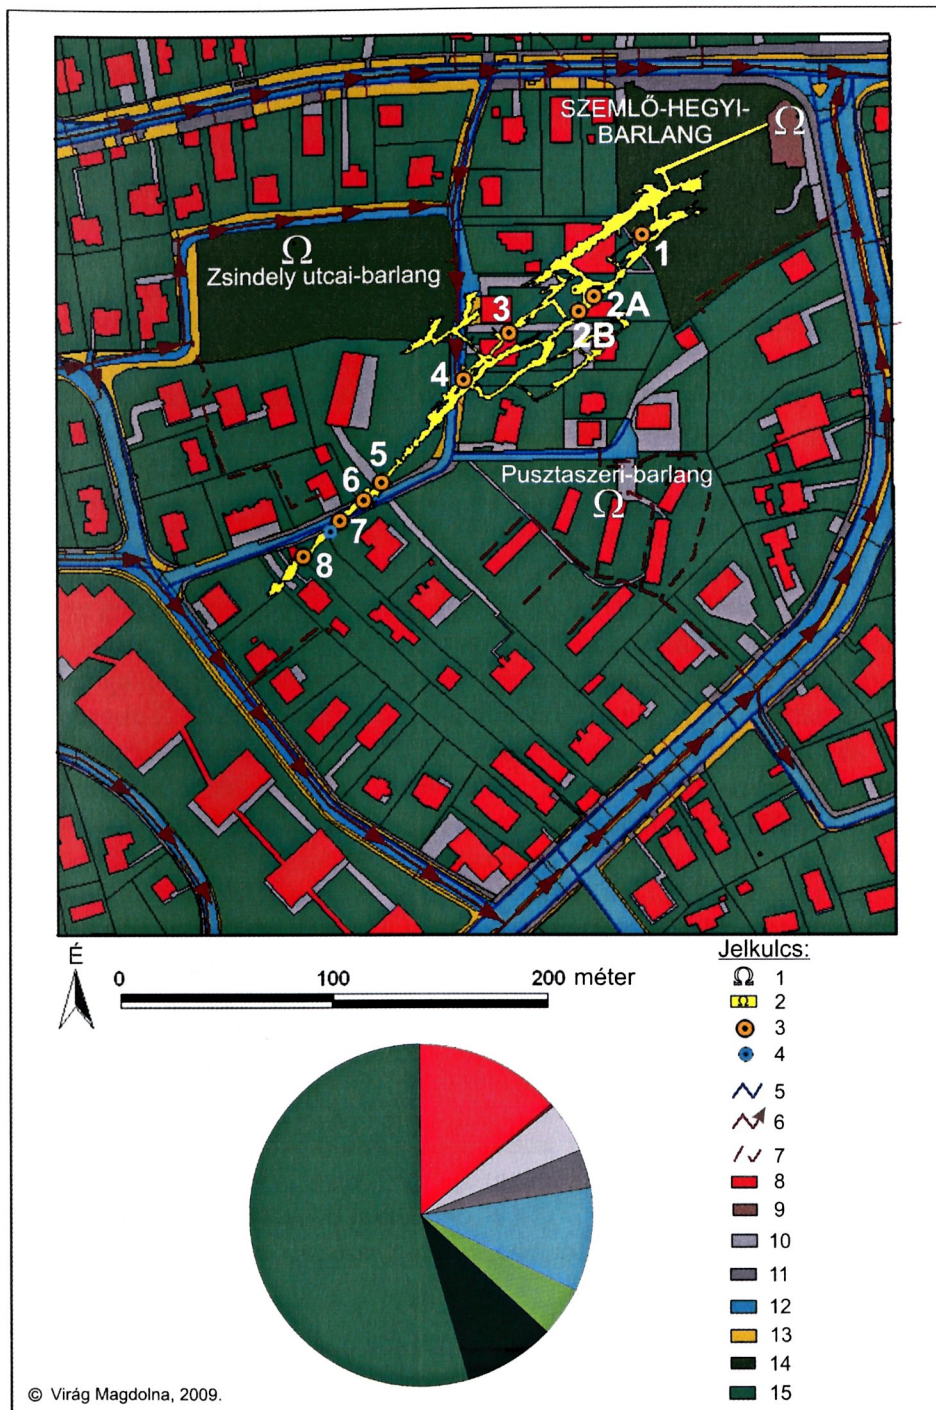 SZEMLŐ-HEGYI-
BARLANG
Ω
Ω
Zsindely utcai-barlang
1
2A
2B
3
4
5
6
7
8
Pusztaszeri-barlang
Ω
É
0 100 200 méter
Jelkulcs:
Ω 1
Ω 2
3
4
5
6
7
8
9
10
11
12
13
14
15
© Virág Magdolna, 2009.